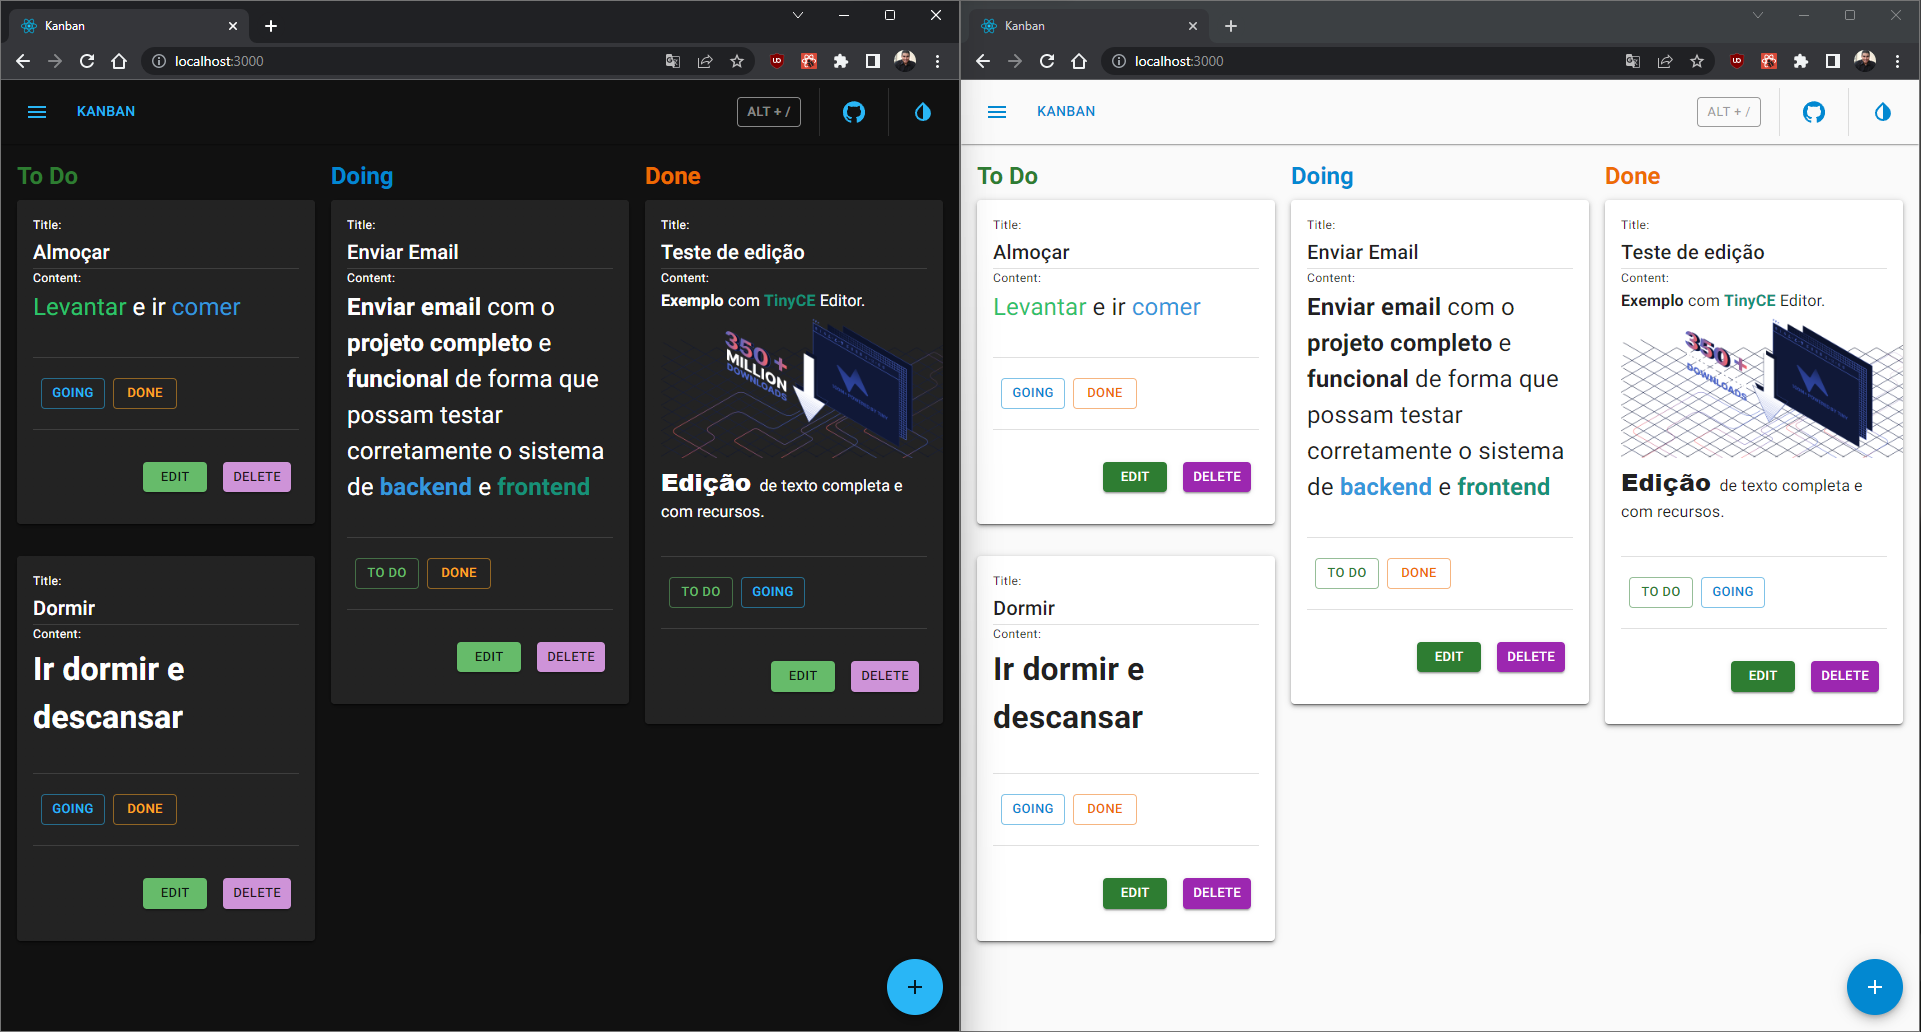 Kanban
localhost:3000
KANBAN
ALT + /
To Do
Title:
Almoçar
Content:
Levantar e ir comer
GOING DONE
EDIT DELETE
Title:
Dormir
Content:
Ir dormir e
descansar
GOING DONE
EDIT DELETE
Doing
Title:
Enviar Email
Content:
Enviar email com o
projeto completo e
funcional de forma que
possam testar
corretamente o sistema
de backend e frontend
TO DO DONE
EDIT DELETE
Done
Title:
Teste de edição
Content:
Exemplo com TinyCE Editor.
350 +
MILLION
DOWNLOADS
Edição de texto completa e
com recursos.
TO DO GOING
EDIT DELETE
Kanban
localhost:3000
KANBAN
ALT + /
To Do
Title:
Almoçar
Content:
Levantar e ir comer
GOING DONE
EDIT DELETE
Title:
Dormir
Content:
Ir dormir e
descansar
GOING DONE
EDIT DELETE
Doing
Title:
Enviar Email
Content:
Enviar email com o
projeto completo e
funcional de forma que
possam testar
corretamente o sistema
de backend e frontend
TO DO DONE
EDIT DELETE
Done
Title:
Teste de edição
Content:
Exemplo com TinyCE Editor.
350 +
DOWNLOADS
Edição de texto completa e
com recursos.
TO DO GOING
EDIT DELETE